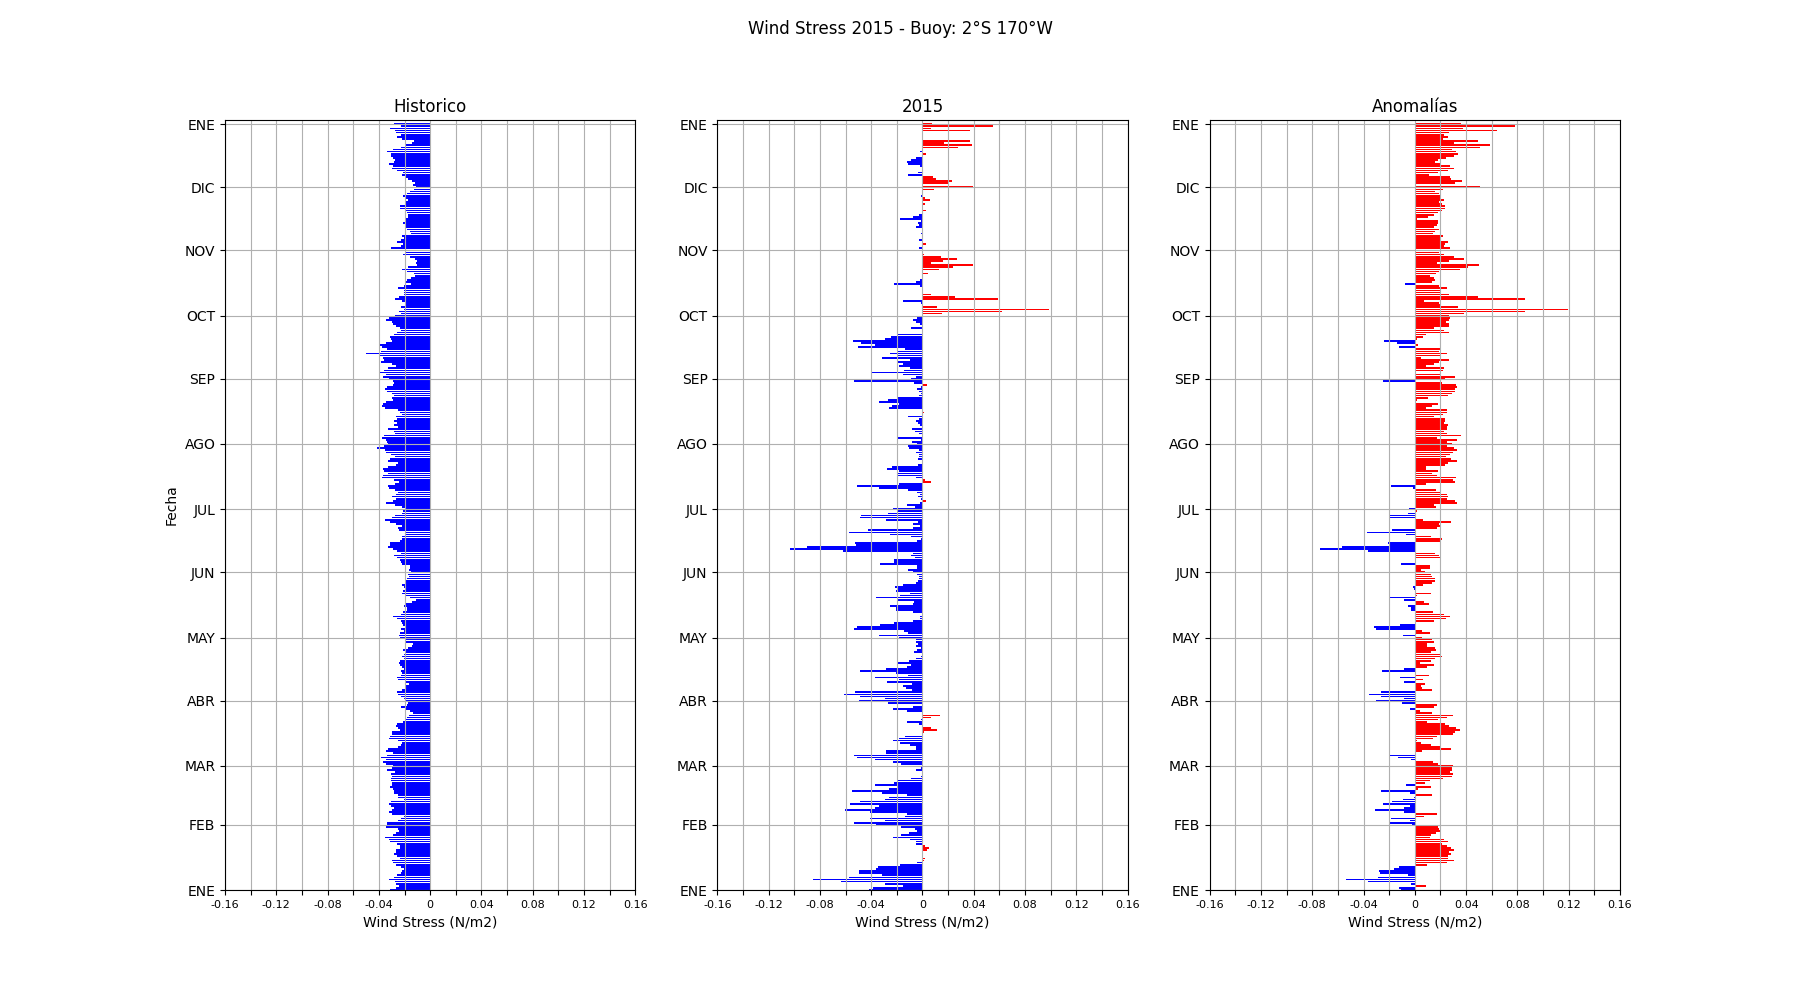 Wind Stress 2015 - Buoy: 2°S 170°W
Historico
ENE
DIC
NOV
OCT
SEP
AGO
JUL
JUN
MAY
ABR
MAR
FEB
ENE
Fecha
-0.16 -0.12 -0.08 -0.04 0 0.04 0.08 0.12 0.16
Wind Stress (N/m2)
2015
ENE
DIC
NOV
OCT
SEP
AGO
JUL
JUN
MAY
ABR
MAR
FEB
ENE
-0.16 -0.12 -0.08 -0.04 0 0.04 0.08 0.12 0.16
Wind Stress (N/m2)
Anomalías
ENE
DIC
NOV
OCT
SEP
AGO
JUL
JUN
MAY
ABR
MAR
FEB
ENE
-0.16 -0.12 -0.08 -0.04 0 0.04 0.08 0.12 0.16
Wind Stress (N/m2)